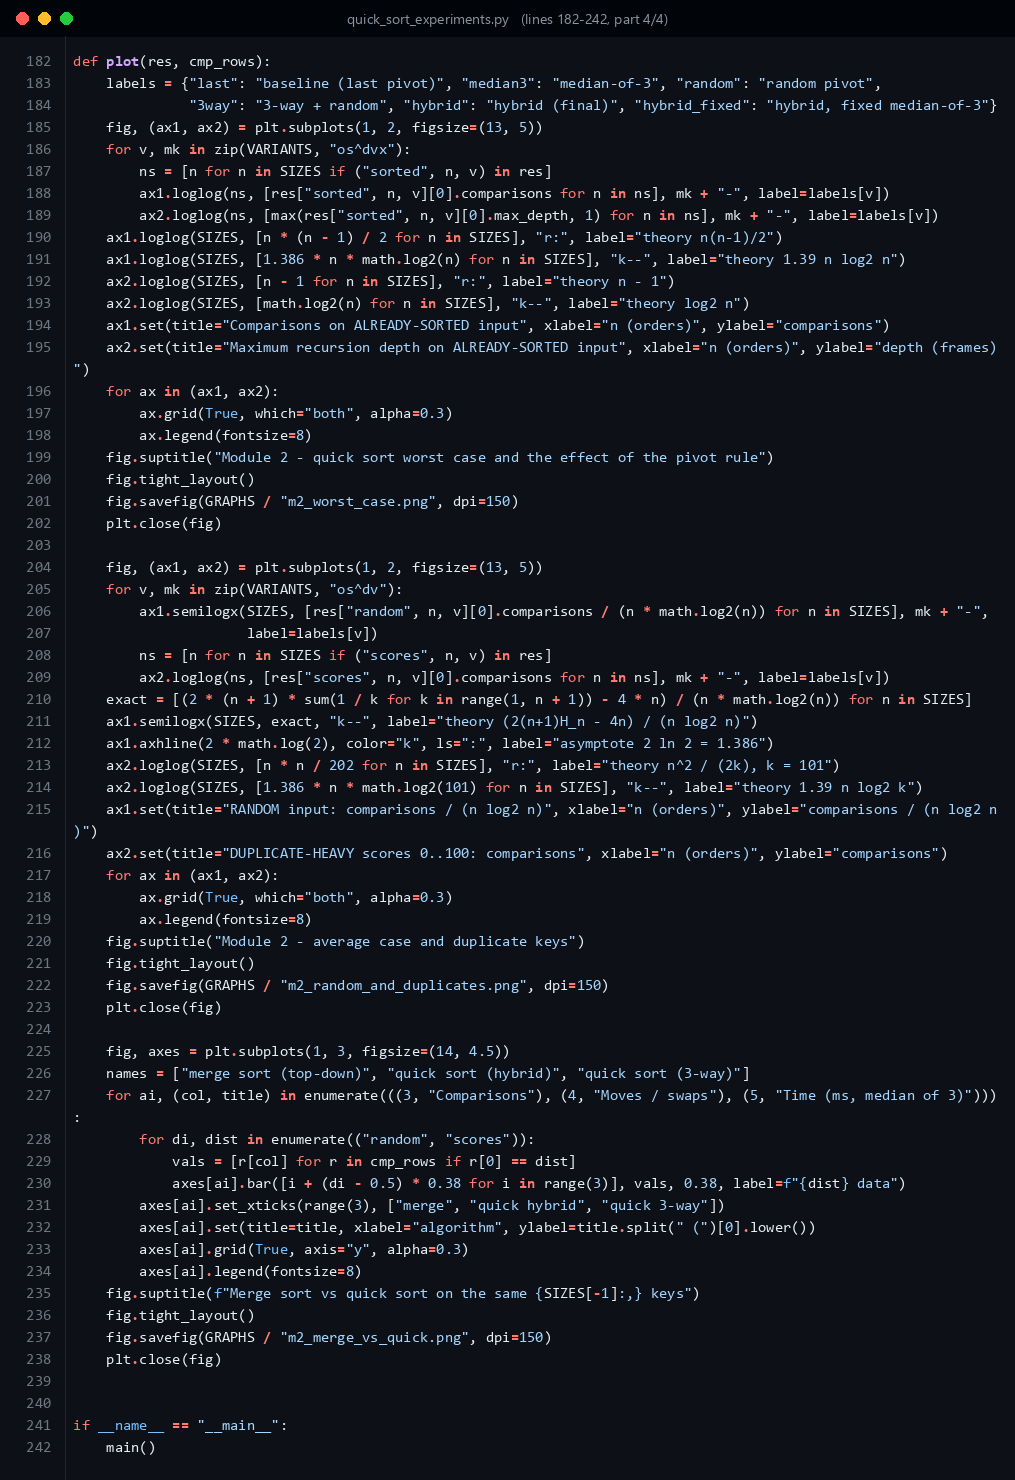 quick_sort_experiments.py (lines 182-242, part 4/4)
182 def plot(res, cmp_rows):
183     labels = {"last": "baseline (last pivot)", "median3": "median-of-3", "random": "random pivot",
184               "3way": "3-way + random", "hybrid": "hybrid (final)", "hybrid_fixed": "hybrid, fixed median-of-3"}
185     fig, (ax1, ax2) = plt.subplots(1, 2, figsize=(13, 5))
186     for v, mk in zip(VARIANTS, "os^dvx"):
187         ns = [n for n in SIZES if ("sorted", n, v) in res]
188         ax1.loglog(ns, [res["sorted", n, v][0].comparisons for n in ns], mk + "-", label=labels[v])
189         ax2.loglog(ns, [max(res["sorted", n, v][0].max_depth, 1) for n in ns], mk + "-", label=labels[v])
190     ax1.loglog(SIZES, [n * (n - 1) / 2 for n in SIZES], "r:", label="theory n(n-1)/2")
191     ax1.loglog(SIZES, [1.386 * n * math.log2(n) for n in SIZES], "k--", label="theory 1.39 n log2 n")
192     ax2.loglog(SIZES, [n - 1 for n in SIZES], "r:", label="theory n - 1")
193     ax2.loglog(SIZES, [math.log2(n) for n in SIZES], "k--", label="theory log2 n")
194     ax1.set(title="Comparisons on ALREADY-SORTED input", xlabel="n (orders)", ylabel="comparisons")
195     ax2.set(title="Maximum recursion depth on ALREADY-SORTED input", xlabel="n (orders)", ylabel="depth (frames)
")
196     for ax in (ax1, ax2):
197         ax.grid(True, which="both", alpha=0.3)
198         ax.legend(fontsize=8)
199     fig.suptitle("Module 2 - quick sort worst case and the effect of the pivot rule")
200     fig.tight_layout()
201     fig.savefig(GRAPHS / "m2_worst_case.png", dpi=150)
202     plt.close(fig)
203
204     fig, (ax1, ax2) = plt.subplots(1, 2, figsize=(13, 5))
205     for v, mk in zip(VARIANTS, "os^dv"):
206         ax1.semilogx(SIZES, [res["random", n, v][0].comparisons / (n * math.log2(n)) for n in SIZES], mk + "-",
207                      label=labels[v])
208         ns = [n for n in SIZES if ("scores", n, v) in res]
209         ax2.loglog(ns, [res["scores", n, v][0].comparisons for n in ns], mk + "-", label=labels[v])
210     exact = [(2 * (n + 1) * sum(1 / k for k in range(1, n + 1)) - 4 * n) / (n * math.log2(n)) for n in SIZES]
211     ax1.semilogx(SIZES, exact, "k--", label="theory (2(n+1)H_n - 4n) / (n log2 n)")
212     ax1.axhline(2 * math.log(2), color="k", ls=":", label="asymptote 2 ln 2 = 1.386")
213     ax2.loglog(SIZES, [n * n / 202 for n in SIZES], "r:", label="theory n^2 / (2k), k = 101")
214     ax2.loglog(SIZES, [1.386 * n * math.log2(101) for n in SIZES], "k--", label="theory 1.39 n log2 k")
215     ax1.set(title="RANDOM input: comparisons / (n log2 n)", xlabel="n (orders)", ylabel="comparisons / (n log2 n
)")
216     ax2.set(title="DUPLICATE-HEAVY scores 0..100: comparisons", xlabel="n (orders)", ylabel="comparisons")
217     for ax in (ax1, ax2):
218         ax.grid(True, which="both", alpha=0.3)
219         ax.legend(fontsize=8)
220     fig.suptitle("Module 2 - average case and duplicate keys")
221     fig.tight_layout()
222     fig.savefig(GRAPHS / "m2_random_and_duplicates.png", dpi=150)
223     plt.close(fig)
224
225     fig, axes = plt.subplots(1, 3, figsize=(14, 4.5))
226     names = ["merge sort (top-down)", "quick sort (hybrid)", "quick sort (3-way)"]
227     for ai, (col, title) in enumerate(((3, "Comparisons"), (4, "Moves / swaps"), (5, "Time (ms, median of 3)")))
:
228         for di, dist in enumerate(("random", "scores")):
229             vals = [r[col] for r in cmp_rows if r[0] == dist]
230             axes[ai].bar([i + (di - 0.5) * 0.38 for i in range(3)], vals, 0.38, label=f"{dist} data")
231         axes[ai].set_xticks(range(3), ["merge", "quick hybrid", "quick 3-way"])
232         axes[ai].set(title=title, xlabel="algorithm", ylabel=title.split(" (")[0].lower())
233         axes[ai].grid(True, axis="y", alpha=0.3)
234         axes[ai].legend(fontsize=8)
235     fig.suptitle(f"Merge sort vs quick sort on the same {SIZES[-1]:,} keys")
236     fig.tight_layout()
237     fig.savefig(GRAPHS / "m2_merge_vs_quick.png", dpi=150)
238     plt.close(fig)
239
240
241 if __name__ == "__main__":
242     main()